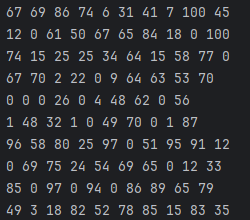 67 69 86 74 6 31 41 7 100 45
12 0 61 50 67 65 84 18 0 100
74 15 25 25 34 64 15 58 77 0
67 70 2 22 0 9 64 63 53 70
0 0 0 26 0 4 48 62 0 56
1 48 32 1 0 49 70 0 1 87
96 58 80 25 97 0 51 95 91 12
0 69 75 24 54 69 65 0 12 33
85 0 97 0 94 0 86 89 65 79
49 3 18 82 52 78 85 15 83 35